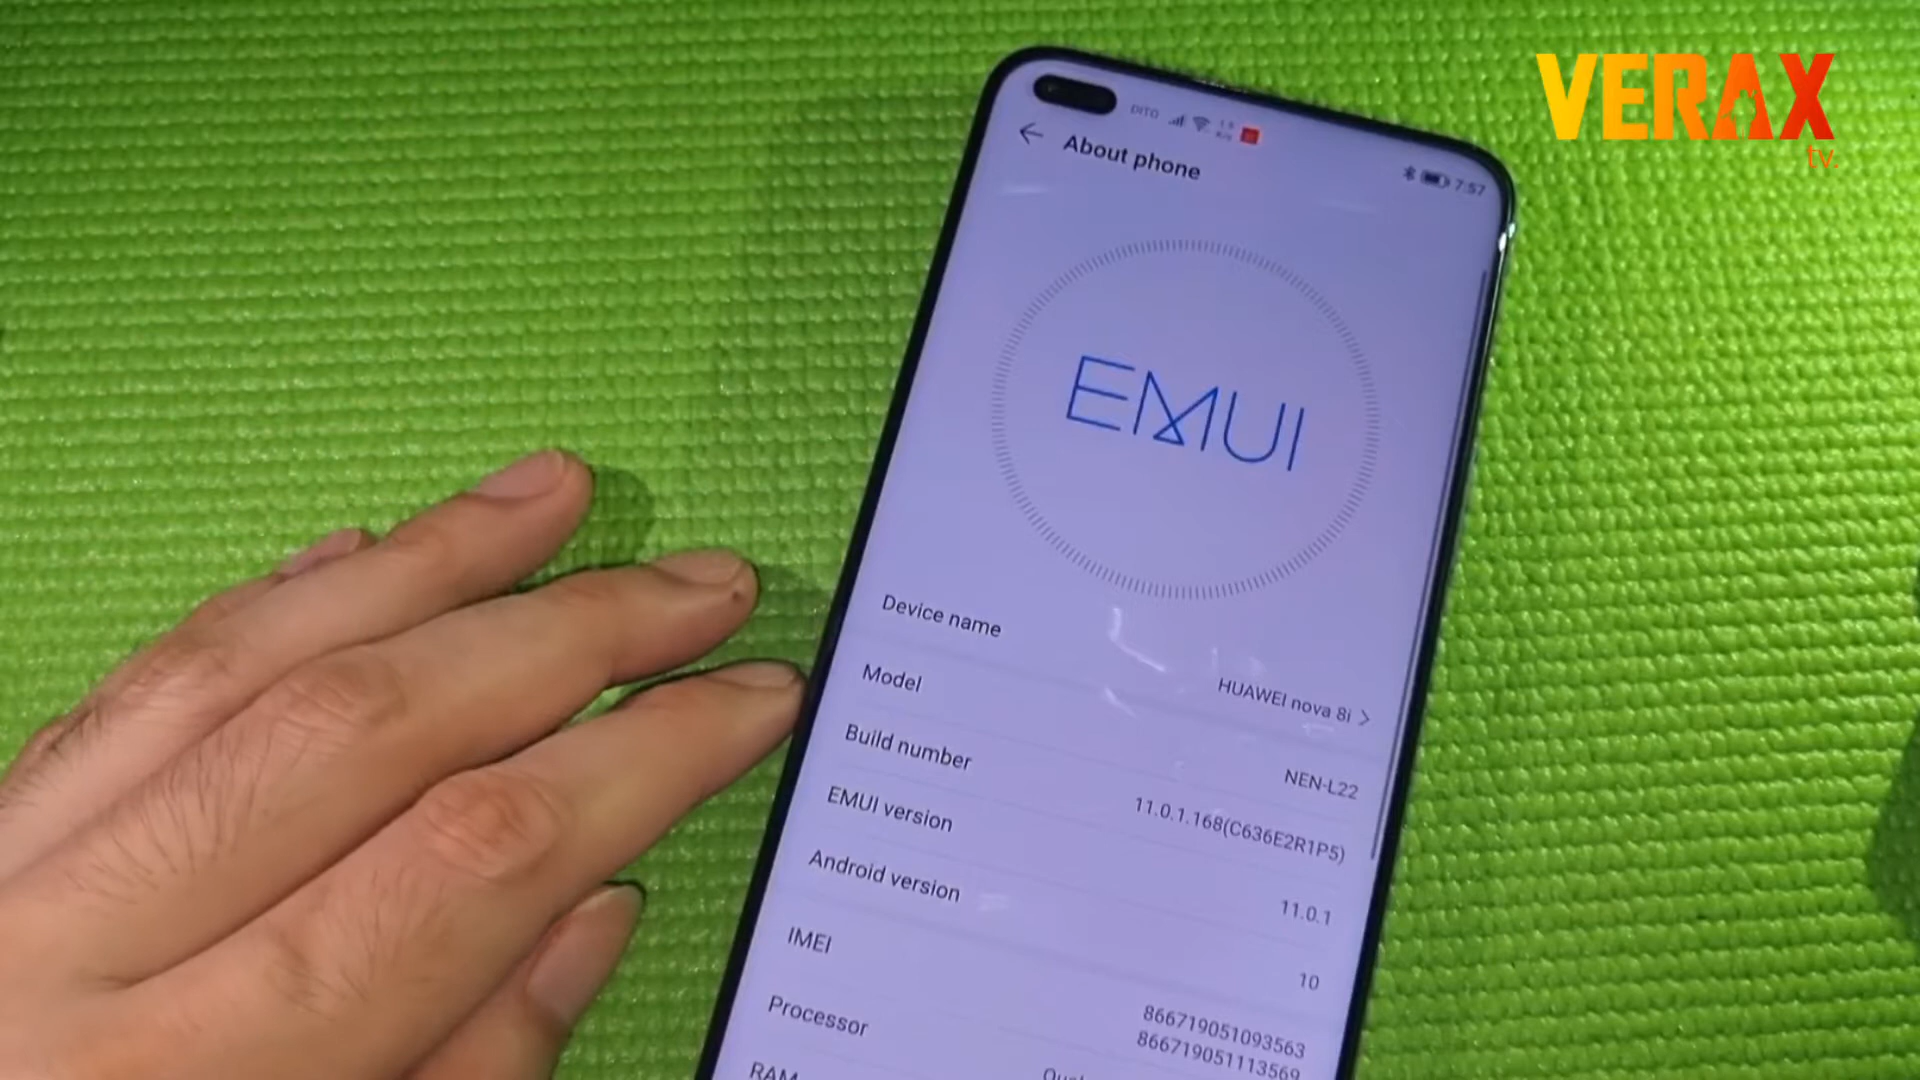 VERAX
tv.
DITO
7:57
About phone
EMUI
Device name
HUAWEI nova 8i
Model
NEN-L22
Build number
11.0.1.168(C636E2R1P5)
EMUI version
11.0.1
Android version
10
IMEI
866719051093563
866719051113569
Processor
RAM